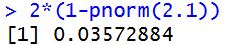 > 2*(1-pnorm(2.1))
[1] 0.03572884